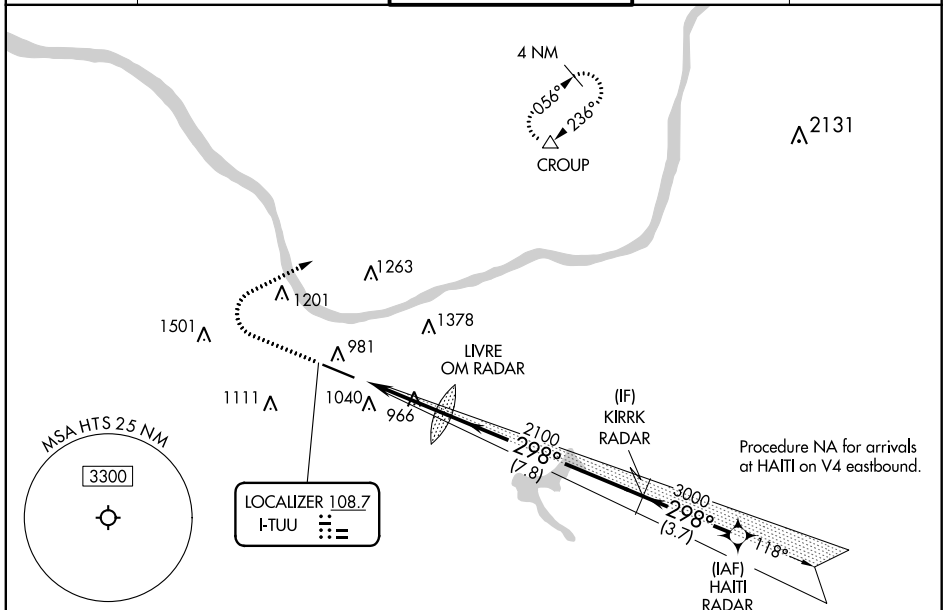 4 NM
056°
236°
CROUP
2131
1263
1201
1501
1378
981
LIVRE
OM RADAR
1111
1040
966
(IF)
KIRRK
RADAR
MSA HTS 25 NM
3300
2100
298°
(7.8)
Procedure NA for arrivals
at HAITI on V4 eastbound.
LOCALIZER 108.7
I-TUU
3000
298°
(3.7)
118°
(IAF)
HAITI
RADAR